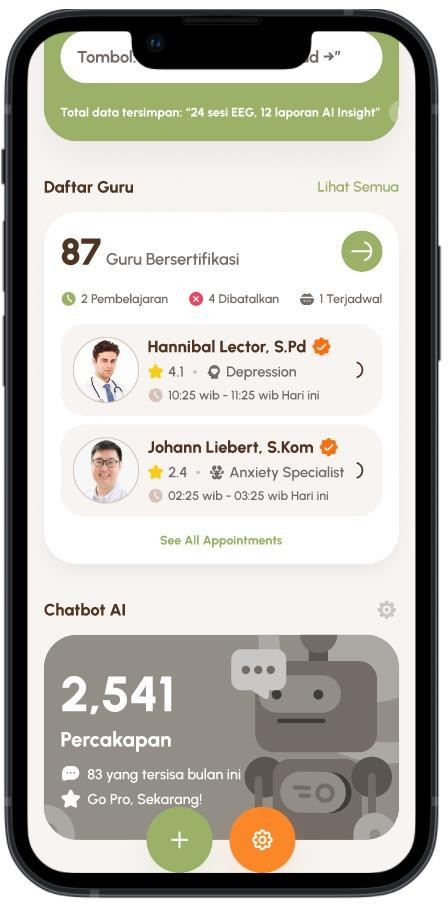 Tombol:
ad →”
Total data tersimpan: “24 sesi EEG, 12 laporan AI Insight”
Daftar Guru
Lihat Semua
87 Guru Bersertifikasi
2 Pembelajaran
4 Dibatalkan
1 Terjadwal
Hannibal Lector, S.Pd
4.1 • Depression
10:25 wib - 11:25 wib Hari ini
Johann Liebert, S.Kom
2.4 • Anxiety Specialist
02:25 wib - 03:25 wib Hari ini
See All Appointments
Chatbot AI
2,541
Percakapan
83 yang tersisa bulan ini
Go Pro, Sekarang!